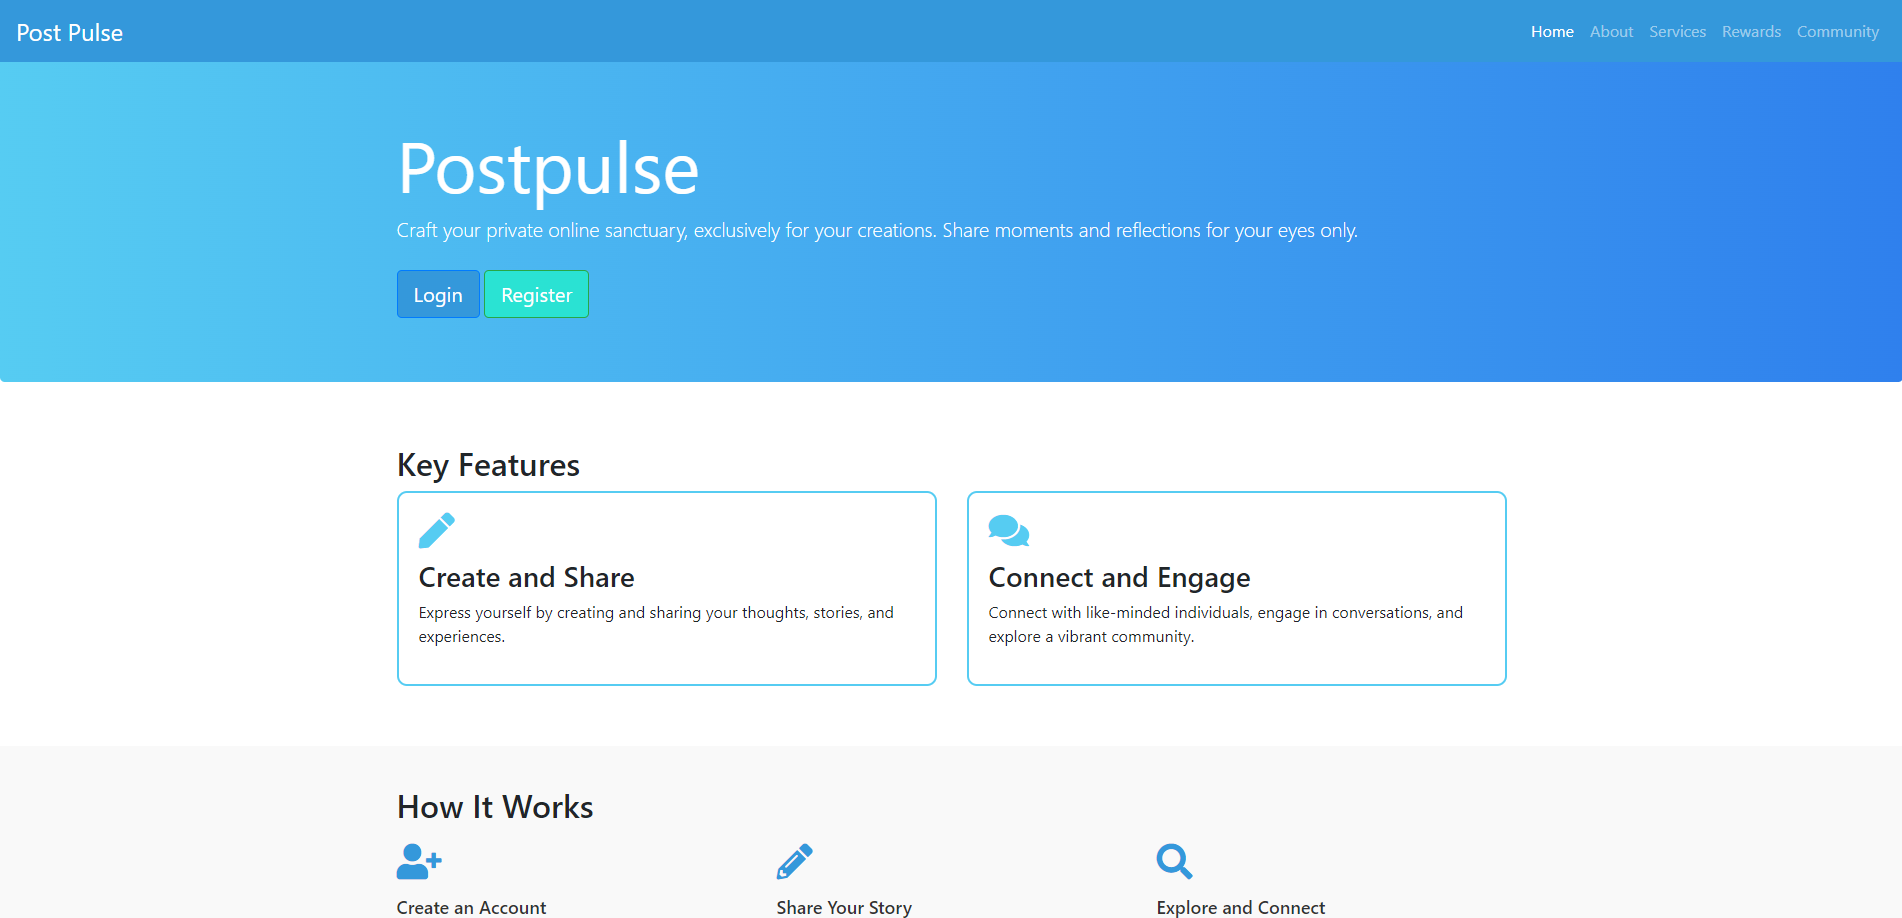 Post Pulse
Home About Services Rewards Community
Postpulse
Craft your private online sanctuary, exclusively for your creations. Share moments and reflections for your eyes only.
Login Register
Key Features
Create and Share
Express yourself by creating and sharing your thoughts, stories, and
experiences.
Connect and Engage
Connect with like-minded individuals, engage in conversations, and
explore a vibrant community.
How It Works
Create an Account
Share Your Story
Explore and Connect